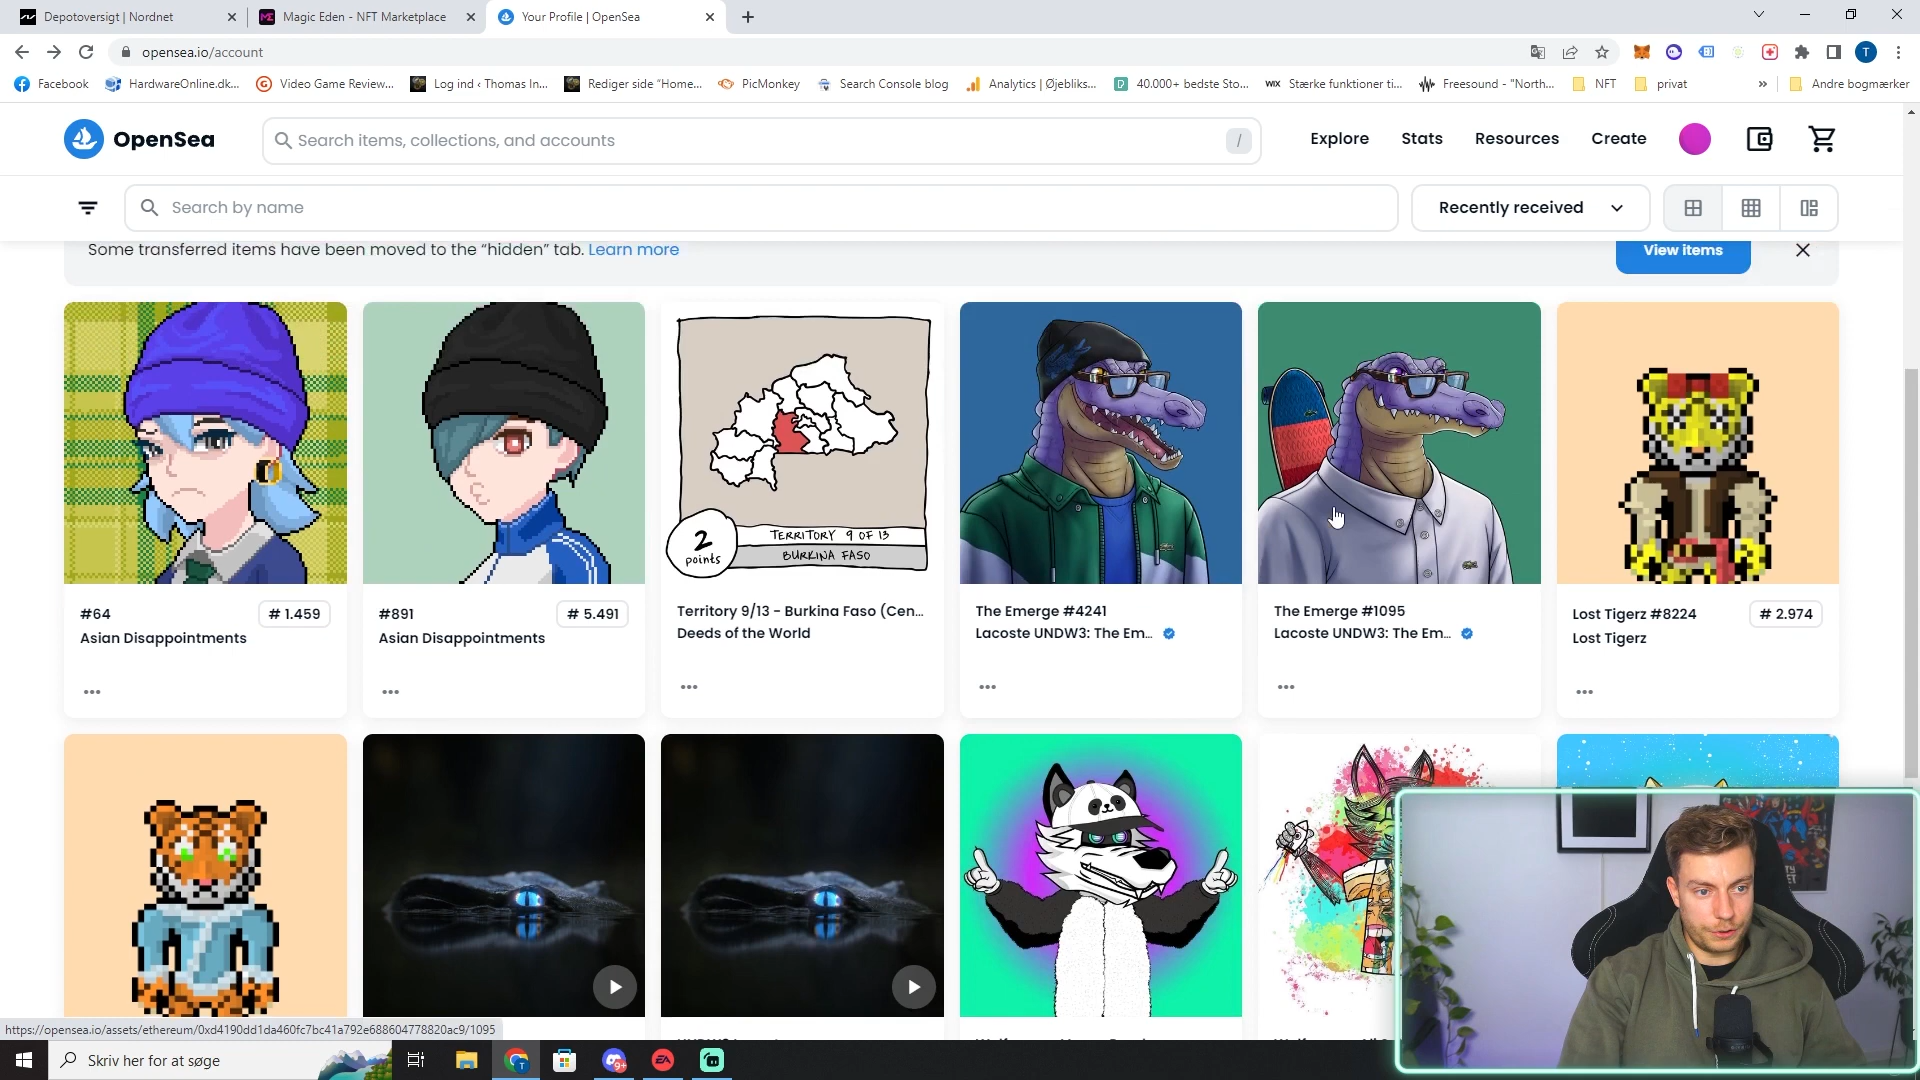 Depotoversigt | Nordnet
Magic Eden - NFT Marketplace
Your Profile | OpenSea
opensea.io/account
T
Facebook
HardwareOnline.dk...
Video Game Review...
Log ind ‹ Thomas In...
Rediger side "Home...
PicMonkey
Search Console blog
Analytics | Øjebliks...
40.000+ bedste Sto...
WIX
Stærke funktioner ti...
Freesound - "North...
NFT
privat
»
Andre bogmærker
OpenSea
Search items, collections, and accounts
/
Explore
Stats
Resources
Create
Search by name
Recently received
Some transferred items have been moved to the “hidden” tab. Learn more
View items
2
points
TERRITORY 9 OF 13
BURKINA FASO
#64
# 1.459
Asian Disappointments
#891
# 5.491
Asian Disappointments
Territory 9/13 - Burkina Faso (Cen...
Deeds of the World
The Emerge #4241
Lacoste UNDW3: The Em...
The Emerge #1095
Lacoste UNDW3: The Em...
Lost Tigerz #8224
# 2.974
Lost Tigerz
https://opensea.io/assets/ethereum/0xd4190dd1da460fc7bc41a792e688604778820ac9/1095
Skriv her for at søge
T
9+
EA